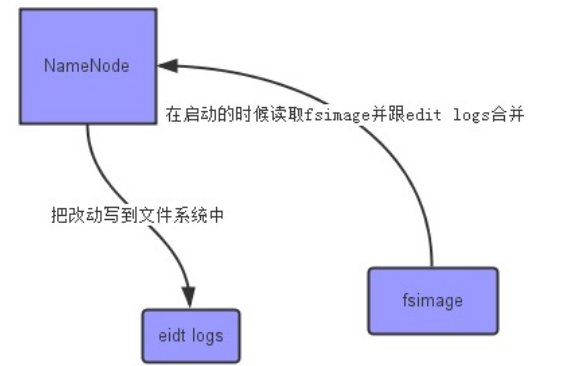 NameNode
在启动的时候读取fsimage并跟edit logs合并
把改动写到文件系统中
fsimage
eidt logs